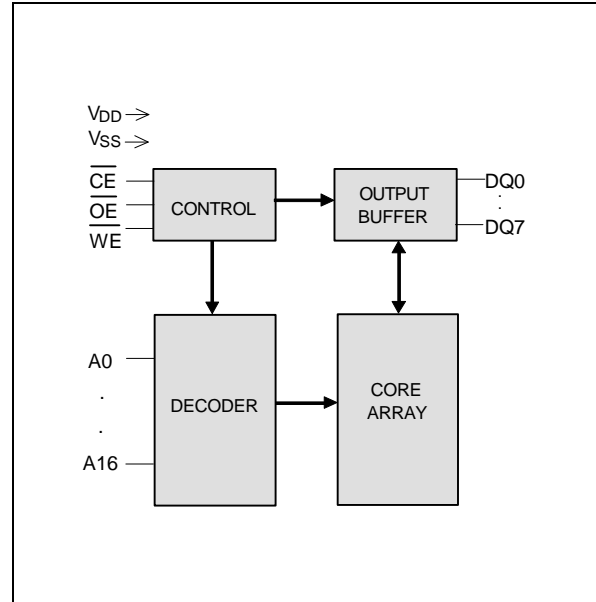 VDD
VSS
CE
OE
WE
CONTROL
OUTPUT
BUFFER
DQ0
.
.
DQ7
A0
.
.
A16
DECODER
CORE
ARRAY